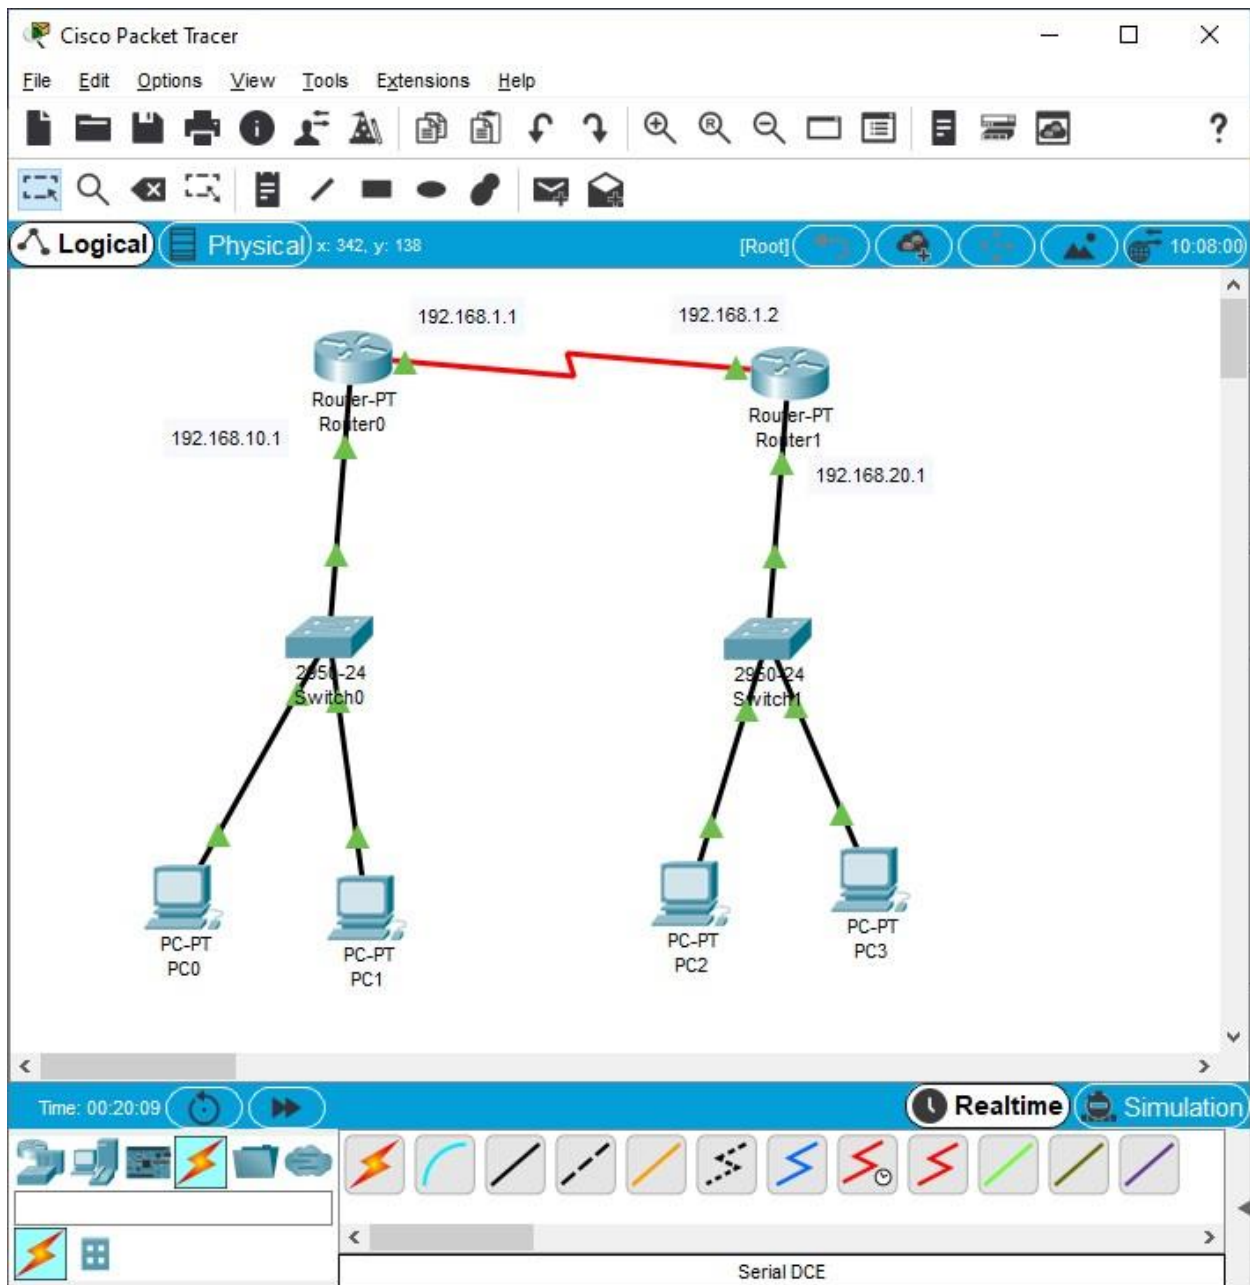 Cisco Packet Tracer
File Edit Options View Tools Extensions Help
Logical Physical x: 342, y: 138 [Root] 10:08:00
192.168.1.1
192.168.1.2
Router-PT
Router0
Router-PT
Router1
192.168.10.1
192.168.20.1
2950-24
Switch0
2950-24
Switch1
PC-PT
PC0
PC-PT
PC1
PC-PT
PC2
PC-PT
PC3
Time: 00:20:09 Realtime Simulation
Serial DCE